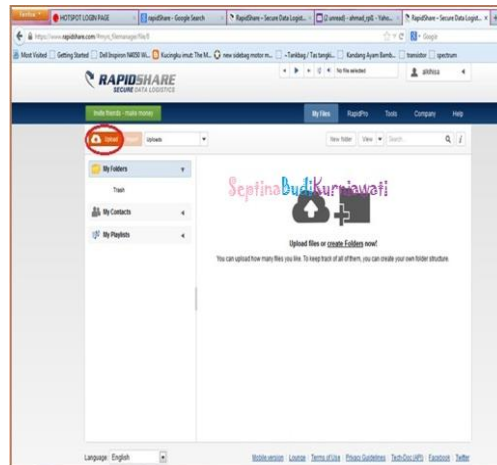 HOTSPOT LOGIN PAGE
rapidShare - Google Search
RapidShare – Secure Data Logist...
(2 unread) - ahmad_rpl1 - Yaho...
RapidShare – Secure Data Logist...
https://www.rapidshare.com/#myrs_filemanager/file/0
Google
Most Visited
Getting Started
Dell Inspiron N4050 Wi...
Kucingku imut: The M...
new sidebag motor m...
Kandang Ayam Bamb...
transistor
spectrum
RAPIDSHARE
SECURE DATA LOGISTICS
No file selected
Invite friends - make money
My Files
RapidPro
Tools
Company
Help
Upload
Uploads
New folder
View
Search
My Folders
Trash
My Contacts
My Playlists
SeptinaBudiKurniawati
Upload files or create Folders now!
You can upload how many files you like. To keep track of all of them, you can create your own folder structure.
Language: English
Mobile version
Lounge
Terms of Use
Privacy Guidelines
Tech-Doc (API)
Facebook
Twitter